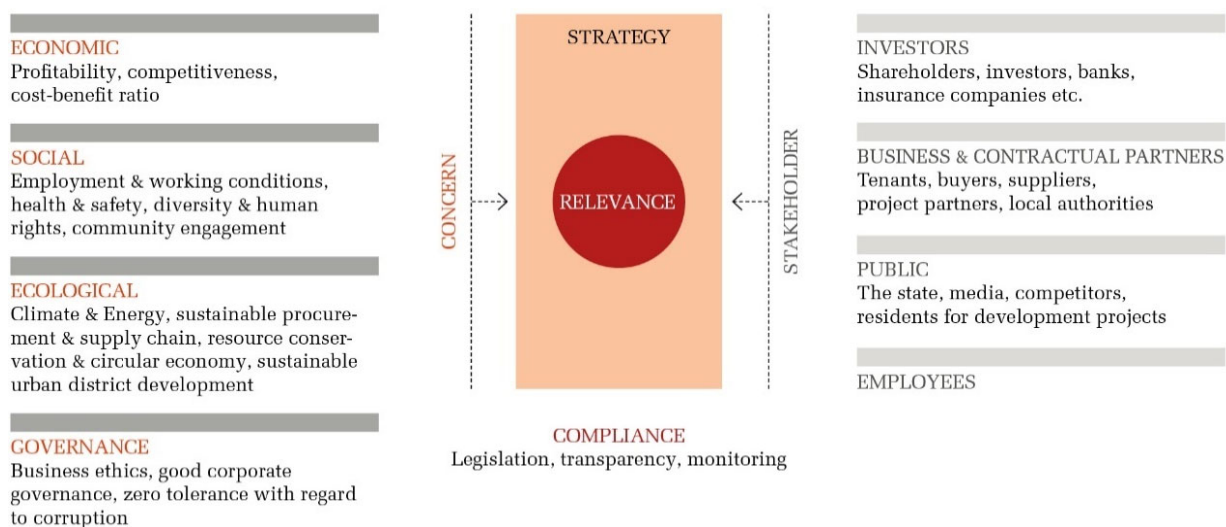 ECONOMIC
Profitability, competitiveness,
cost-benefit ratio
SOCIAL
Employment & working conditions,
health & safety, diversity & human
rights, community engagement
ECOLOGICAL
Climate & Energy, sustainable procure-
ment & supply chain, resource conser-
vation & circular economy, sustainable
urban district development
GOVERNANCE
Business ethics, good corporate
governance, zero tolerance with regard
to corruption
CONCERN
STRATEGY
RELEVANCE
STAKEHOLDER
COMPLIANCE
Legislation, transparency, monitoring
INVESTORS
Shareholders, investors, banks,
insurance companies etc.
BUSINESS & CONTRACTUAL PARTNERS
Tenants, buyers, suppliers,
project partners, local authorities
PUBLIC
The state, media, competitors,
residents for development projects
EMPLOYEES